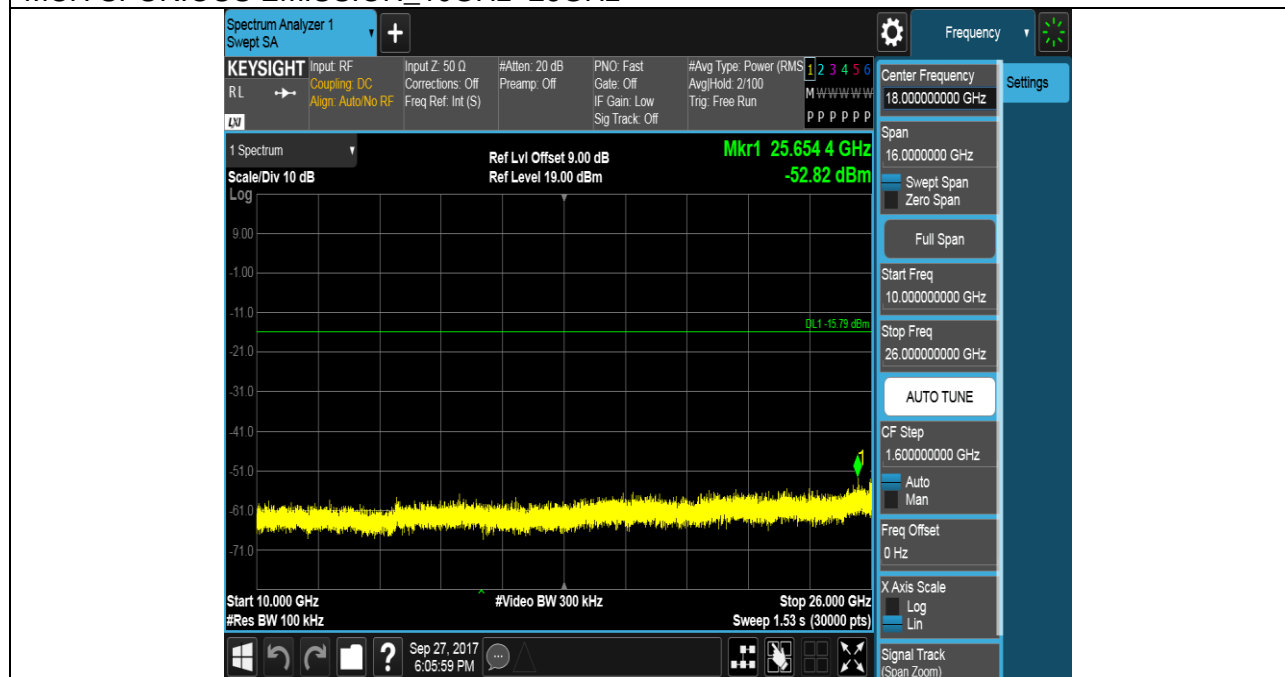 Spectrum Analyzer 1
Swept SA
+
Frequency
KEYSIGHT
RL
LXI
Input: RF
Coupling: DC
Align: Auto/No RF
Input Z: 50 Ω
Corrections: Off
Freq Ref: Int (S)
#Atten: 20 dB
Preamp: Off
PNO: Fast
Gate: Off
IF Gain: Low
Sig Track: Off
#Avg Type: Power (RMS
Avg|Hold: 2/100
Trig: Free Run
1 2 3 4 5 6
M W W W W W
P P P P P P
1 Spectrum
Scale/Div 10 dB
Log
Ref Lvl Offset 9.00 dB
Ref Level 19.00 dBm
Mkr1 25.654 4 GHz
-52.82 dBm
9.00
-1.00
-11.0
DL1 -15.79 dBm
-21.0
-31.0
-41.0
1
-51.0
-61.0
-71.0
Start 10.000 GHz
#Res BW 100 kHz
#Video BW 300 kHz
Stop 26.000 GHz
Sweep 1.53 s (30000 pts)
?
Sep 27, 2017
6:05:59 PM
Center Frequency
18.000000000 GHz
Settings
Span
16.0000000 GHz
Swept Span
Zero Span
Full Span
Start Freq
10.000000000 GHz
Stop Freq
26.000000000 GHz
AUTO TUNE
CF Step
1.600000000 GHz
Auto
Man
Freq Offset
0 Hz
X Axis Scale
Log
Lin
Signal Track
(Span Zoom)